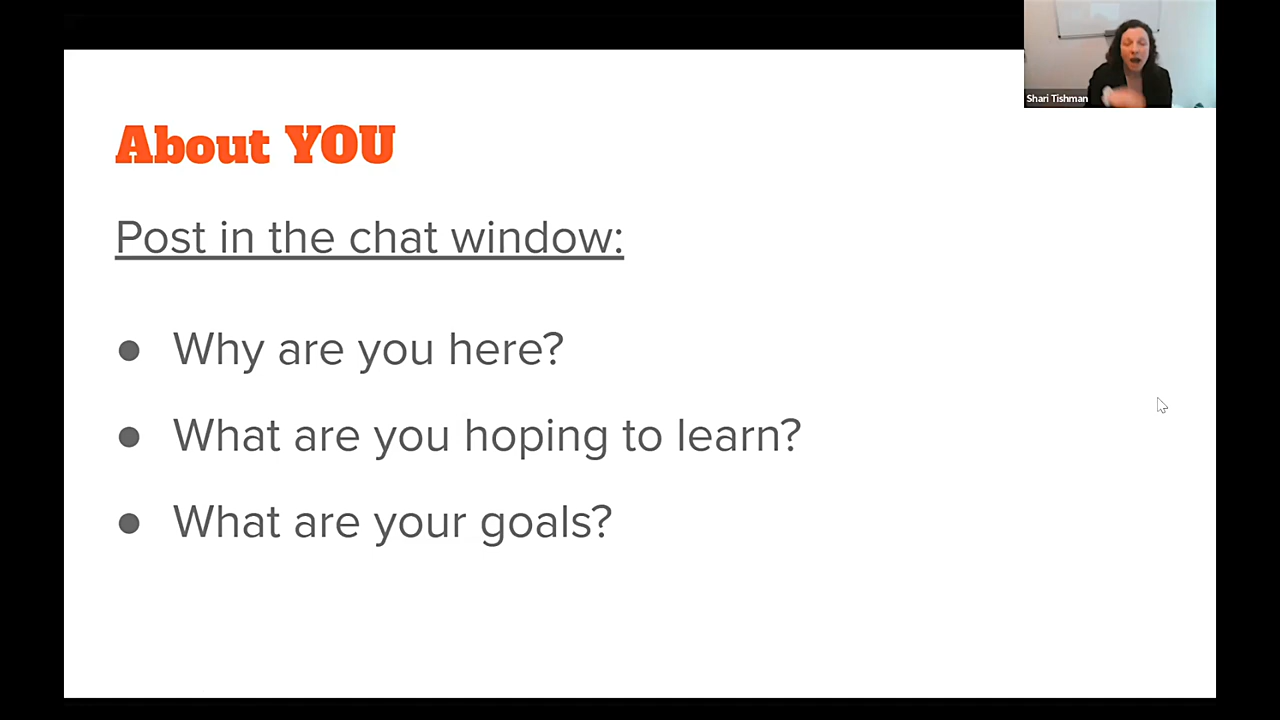 Shari Tishman
About YOU
Post in the chat window:
● Why are you here?
● What are you hoping to learn?
● What are your goals?